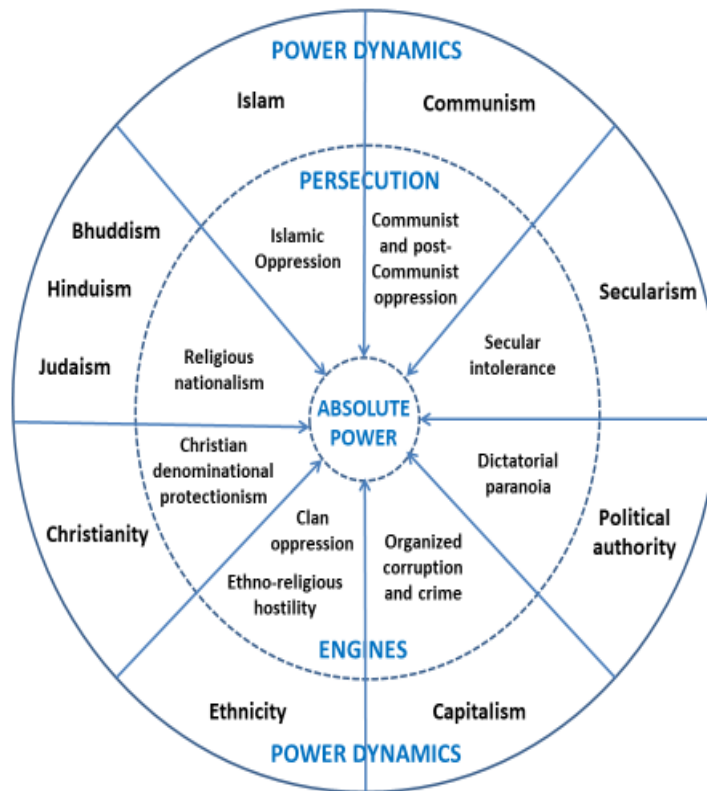 POWER DYNAMICS
Islam
Communism
PERSECUTION
Islamic
Oppression
Communist
and post-
Communist
oppression
Bhuddism
Hinduism
Judaism
Secularism
Religious
nationalism
Secular
intolerance
ABSOLUTE
POWER
Christian
denominational
protectionism
Dictatorial
paranoia
Christianity
Political
authority
Clan
oppression
Ethno-religious
hostility
Organized
corruption
and crime
ENGINES
Ethnicity
Capitalism
POWER DYNAMICS